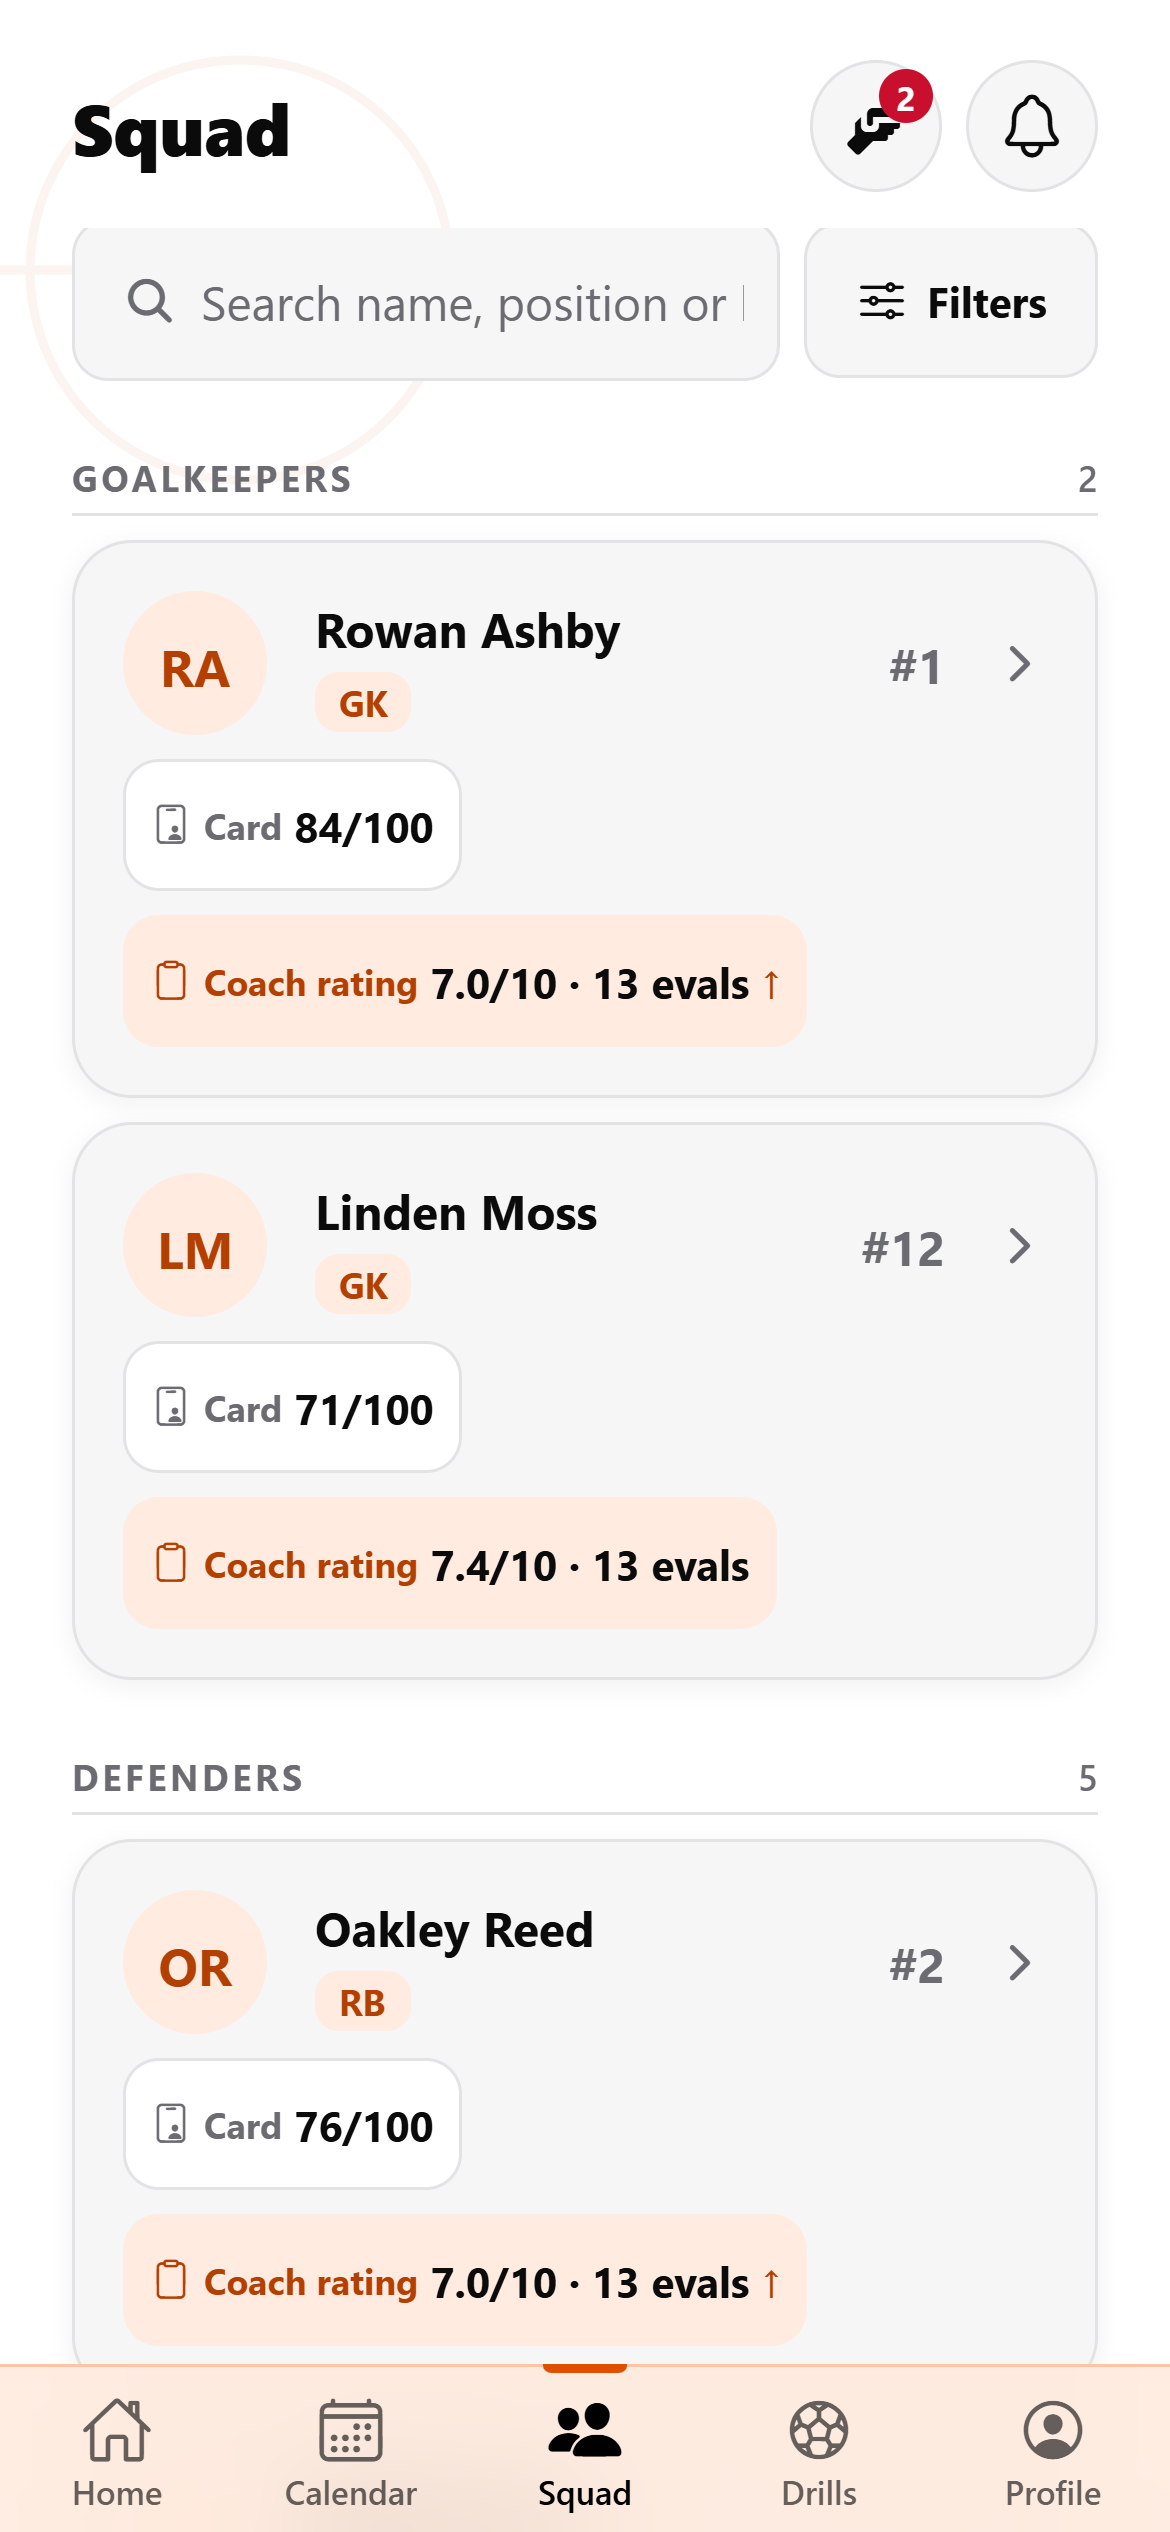 Squad
2
Search name, position or
Filters
GOALKEEPERS 2
RA
Rowan Ashby
GK
#1
Card 84/100
Coach rating 7.0/10 · 13 evals ↑
LM
Linden Moss
GK
#12
Card 71/100
Coach rating 7.4/10 · 13 evals
DEFENDERS 5
OR
Oakley Reed
RB
#2
Card 76/100
Coach rating 7.0/10 · 13 evals ↑
Home Calendar Squad Drills Profile